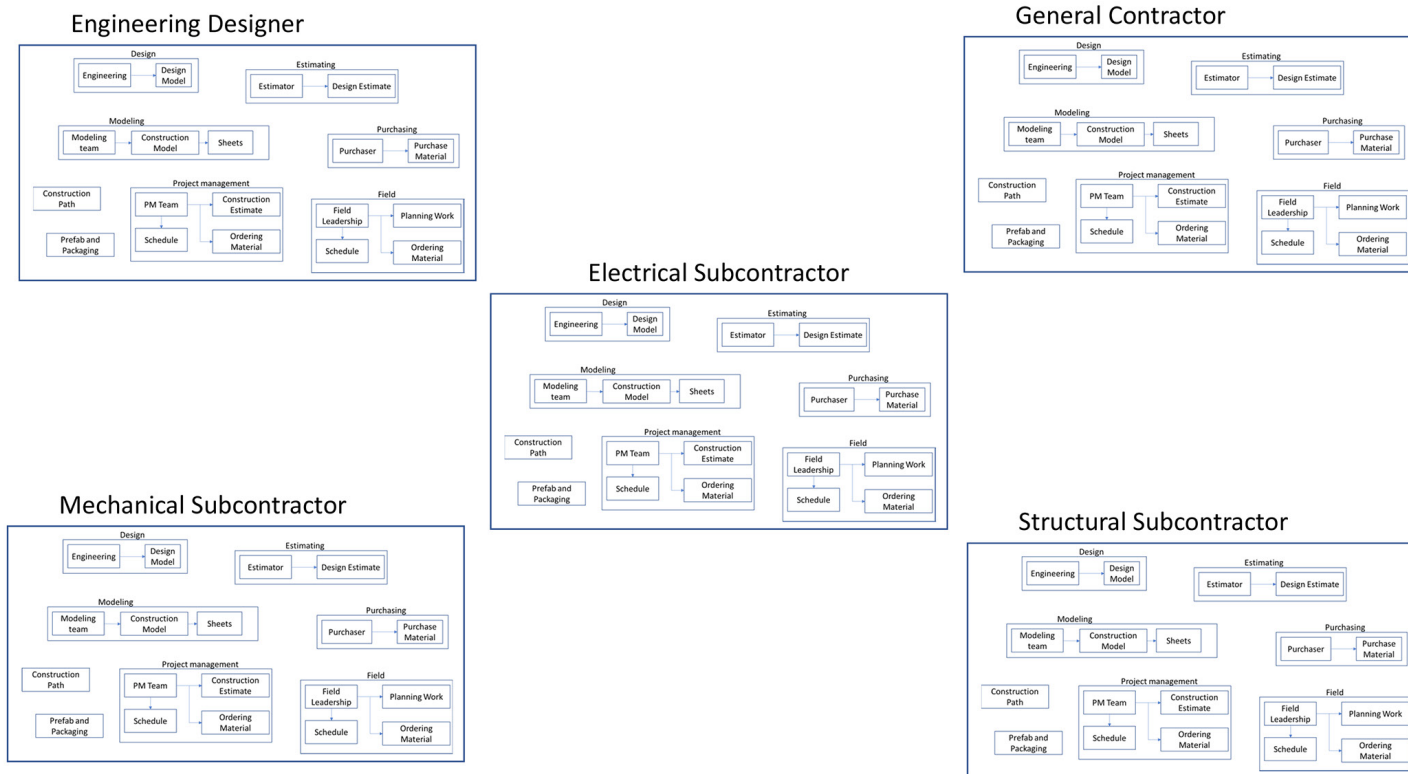 Engineering Designer
Design
Engineering
Design
Model
Estimating
Estimator
Design Estimate
Modeling
Modeling
team
Construction
Model
Sheets
Purchasing
Purchaser
Purchase
Material
Construction
Path
Prefab and
Packaging
Project management
PM Team
Construction
Estimate
Schedule
Ordering
Material
Field
Field
Leadership
Planning Work
Schedule
Ordering
Material
General Contractor
Design
Engineering
Design
Model
Estimating
Estimator
Design Estimate
Modeling
Modeling
team
Construction
Model
Sheets
Purchasing
Purchaser
Purchase
Material
Construction
Path
Prefab and
Packaging
Project management
PM Team
Construction
Estimate
Schedule
Ordering
Material
Field
Field
Leadership
Planning Work
Schedule
Ordering
Material
Electrical Subcontractor
Design
Engineering
Design
Model
Estimating
Estimator
Design Estimate
Modeling
Modeling
team
Construction
Model
Sheets
Purchasing
Purchaser
Purchase
Material
Construction
Path
Prefab and
Packaging
Project management
PM Team
Construction
Estimate
Schedule
Ordering
Material
Field
Field
Leadership
Planning Work
Schedule
Ordering
Material
Mechanical Subcontractor
Design
Engineering
Design
Model
Estimating
Estimator
Design Estimate
Modeling
Modeling
team
Construction
Model
Sheets
Purchasing
Purchaser
Purchase
Material
Construction
Path
Prefab and
Packaging
Project management
PM Team
Construction
Estimate
Schedule
Ordering
Material
Field
Field
Leadership
Planning Work
Schedule
Ordering
Material
Structural Subcontractor
Design
Engineering
Design
Model
Estimating
Estimator
Design Estimate
Modeling
Modeling
team
Construction
Model
Sheets
Purchasing
Purchaser
Purchase
Material
Construction
Path
Prefab and
Packaging
Project management
PM Team
Construction
Estimate
Schedule
Ordering
Material
Field
Field
Leadership
Planning Work
Schedule
Ordering
Material